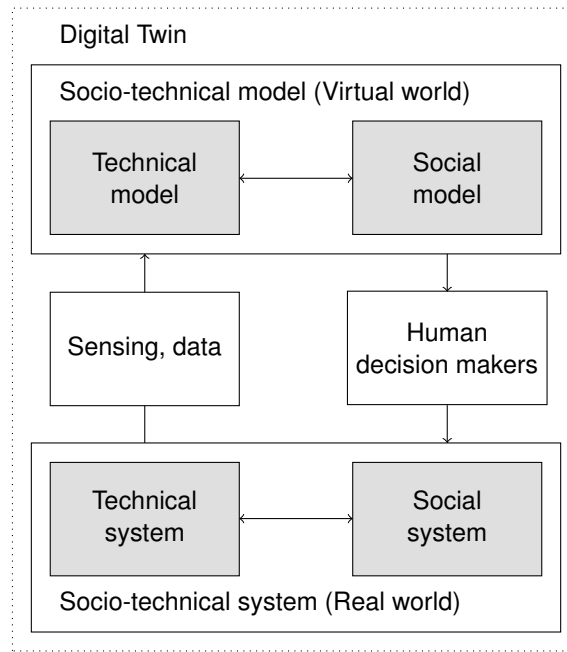 Digital Twin
Socio-technical model (Virtual world)
Technical
model
Social
model
Sensing, data
Human
decision makers
Technical
system
Social
system
Socio-technical system (Real world)